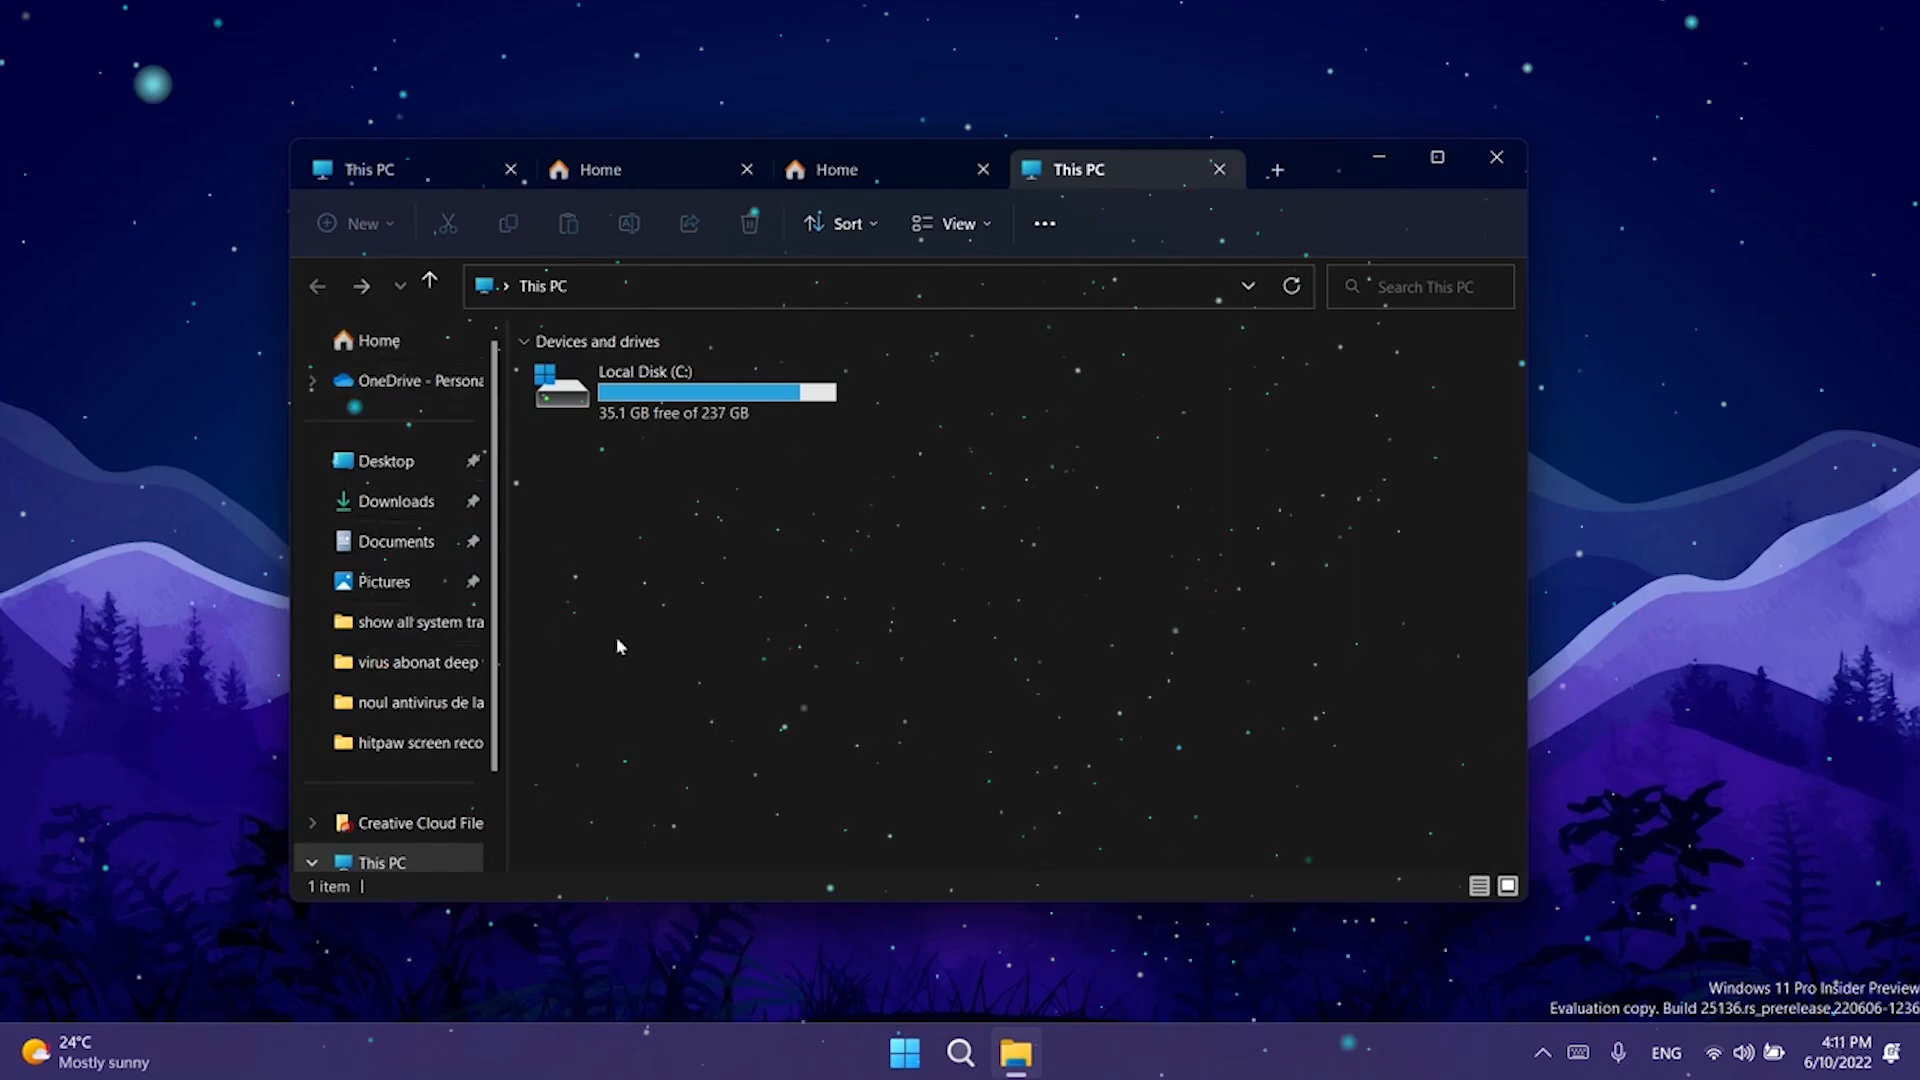 This PC
Home
Home
This PC
New
Sort
View
This PC
Search This PC
Home
OneDrive - Persona
Desktop
Downloads
Documents
Pictures
show all system tra
virus abonat deep
noul antivirus de la
hitpaw screen reco
Creative Cloud File
This PC
Devices and drives
Local Disk (C:)
35.1 GB free of 237 GB
1 item
Windows 11 Pro Insider Preview
Evaluation copy. Build 25136.rs_prerelease.220606-1236
24°C
Mostly sunny
ENG
4:11 PM
6/10/2022